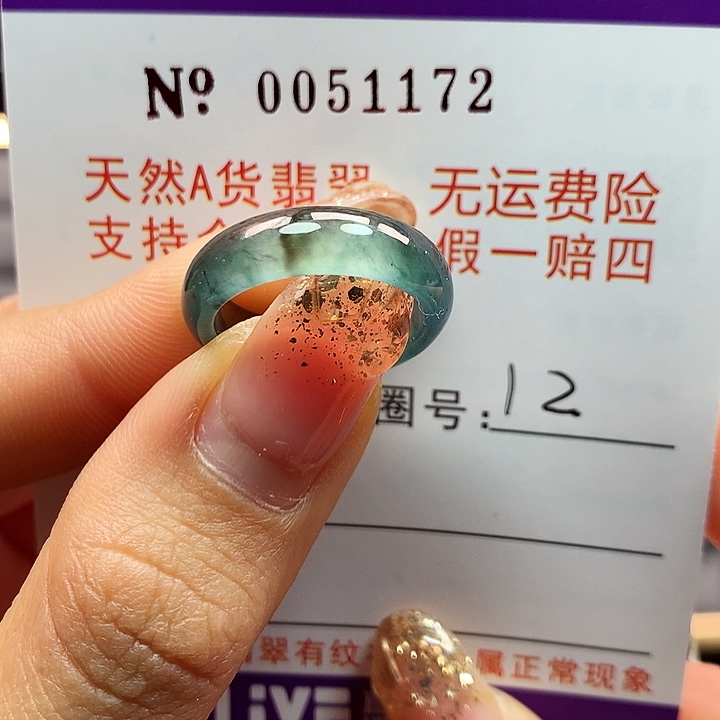 Nº 0051172
天然A货翡翠 无运费险
支持 假一赔四
圈号: 12
翠有纹 属正常现象